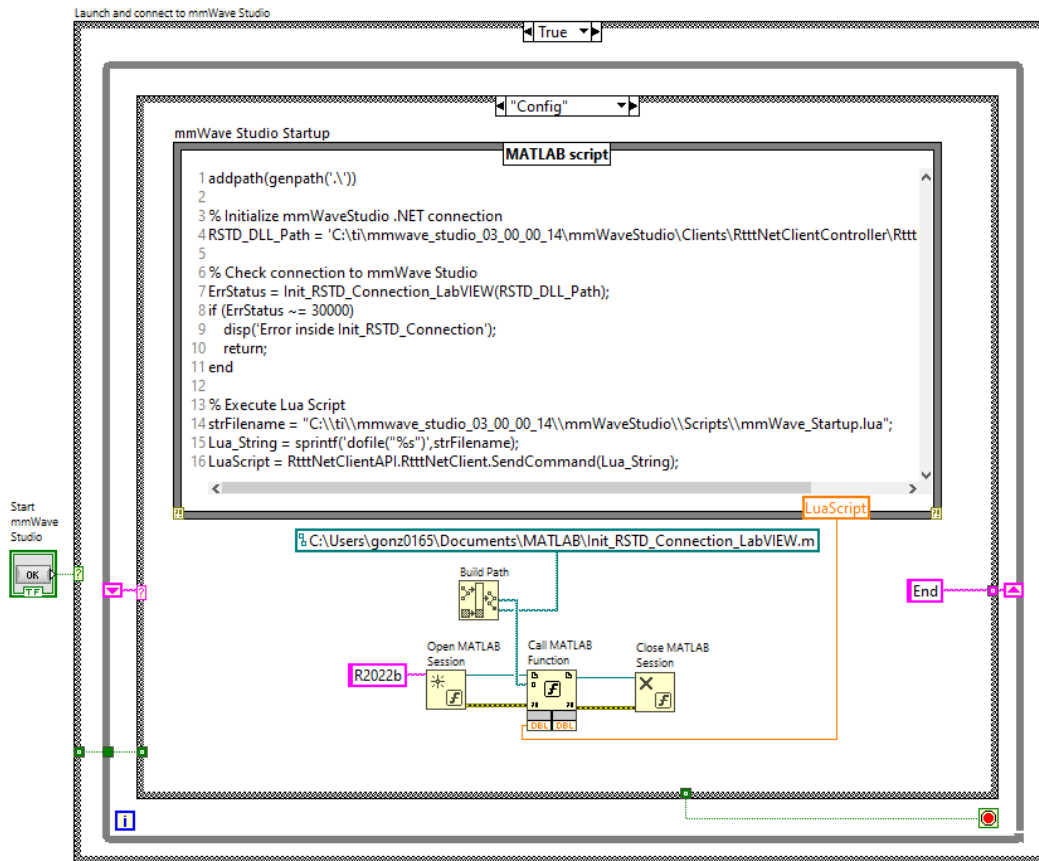 Launch and connect to mmWave Studio
True
"Config"
mmWave Studio Startup
MATLAB script
1 addpath(genpath('.\'))
2
3 % Initialize mmWaveStudio .NET connection
4 RSTD_DLL_Path = 'C:\ti\mmwave_studio_03_00_00_14\mmWaveStudio\Clients\RtttNetClientController\Rttt
5
6 % Check connection to mmWave Studio
7 ErrStatus = Init_RSTD_Connection_LabVIEW(RSTD_DLL_Path);
8 if (ErrStatus ~= 30000)
9 disp('Error inside Init_RSTD_Connection');
10 return;
11 end
12
13 % Execute Lua Script
14 strFilename = "C:\\ti\\mmwave_studio_03_00_00_14\\mmWaveStudio\\Scripts\\mmWave_Startup.lua";
15 Lua_String = sprintf('dofile("%s")',strFilename);
16 LuaScript = RtttNetClientAPI.RtttNetClient.SendCommand(Lua_String);
LuaScript
Start
mmWave
Studio
OK
TF
C:\Users\gonz0165\Documents\MATLAB\Init_RSTD_Connection_LabVIEW.m
Build Path
End
Open MATLAB
Session
Call MATLAB
Function
Close MATLAB
Session
R2022b
DBL DBL
i